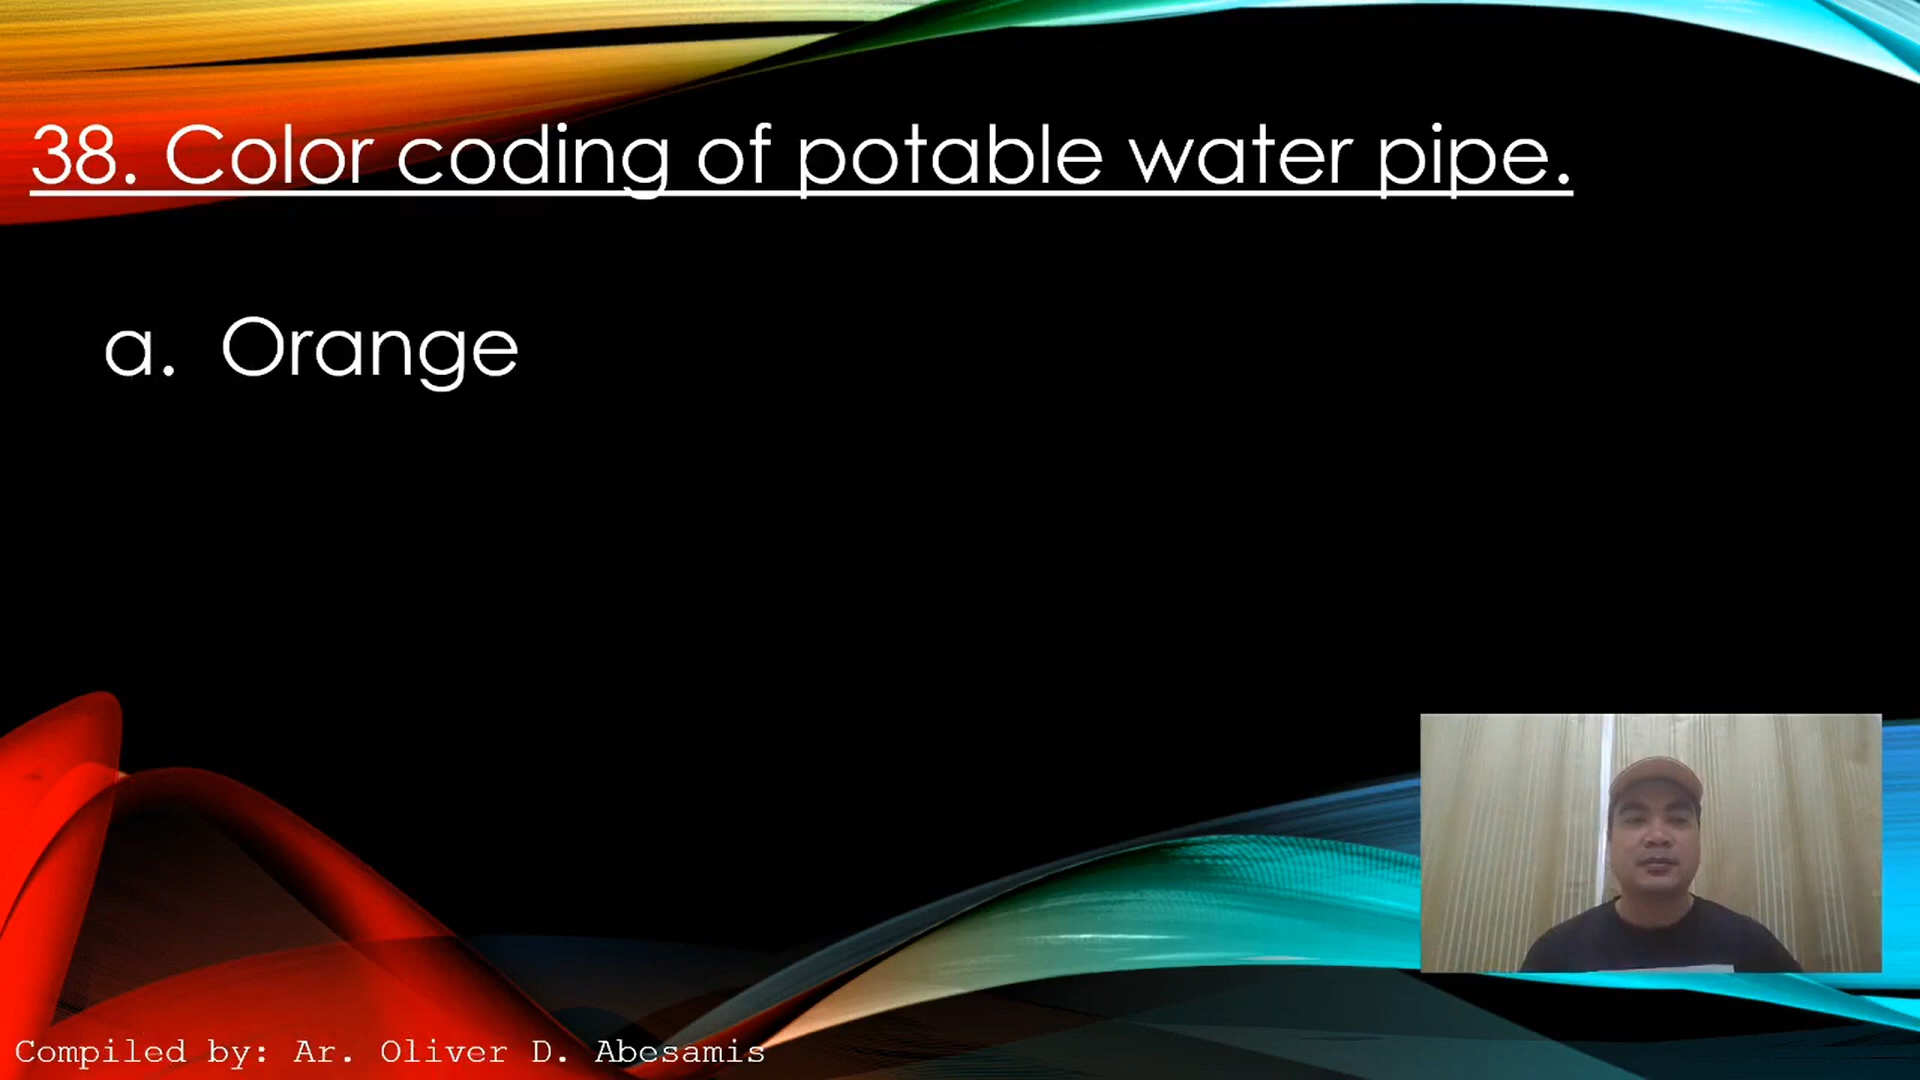 38. Color coding of potable water pipe.
a. Orange
Compiled by: Ar. Oliver D. Abesamis